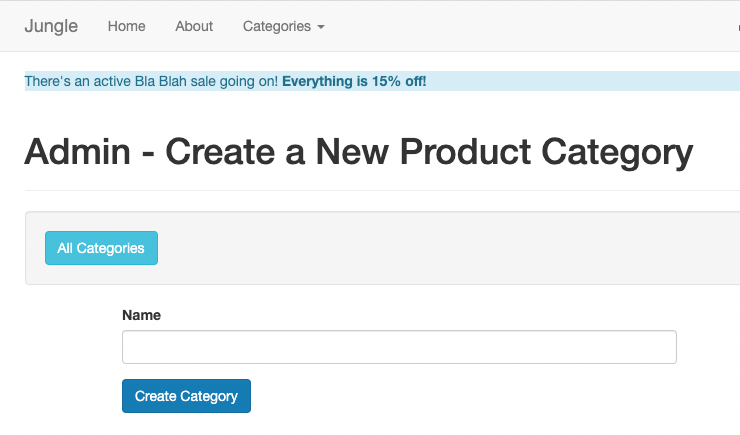 Jungle Home About Categories
There's an active Bla Blah sale going on! Everything is 15% off!
Admin - Create a New Product Category
All Categories
Name
Create Category